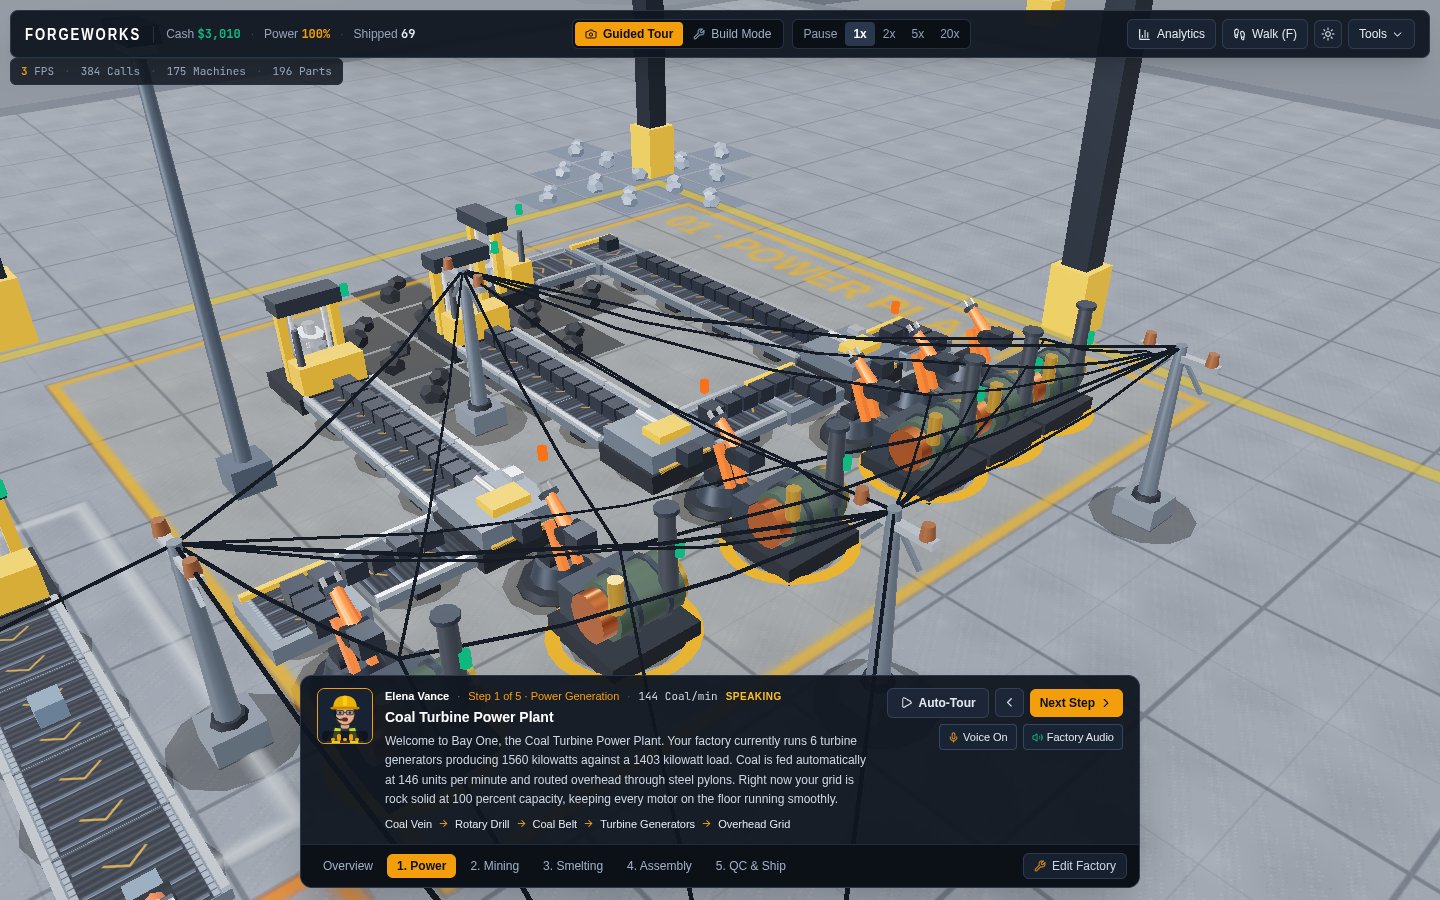 FORGEWORKS
Cash $3,010 · Power 100% · Shipped 69
Guided Tour
Build Mode
Pause 1x 2x 5x 20x
Analytics
Walk (F)
Tools
3 FPS · 384 Calls · 175 Machines · 196 Parts
01 · POWER
Elena Vance · Step 1 of 5 · Power Generation · 144 Coal/min SPEAKING
Coal Turbine Power Plant
Welcome to Bay One, the Coal Turbine Power Plant. Your factory currently runs 6 turbine
generators producing 1560 kilowatts against a 1403 kilowatt load. Coal is fed automatically
at 146 units per minute and routed overhead through steel pylons. Right now your grid is
rock solid at 100 percent capacity, keeping every motor on the floor running smoothly.
Coal Vein → Rotary Drill → Coal Belt → Turbine Generators → Overhead Grid
Auto-Tour
Next Step
Voice On
Factory Audio
Overview 1. Power 2. Mining 3. Smelting 4. Assembly 5. QC & Ship
Edit Factory